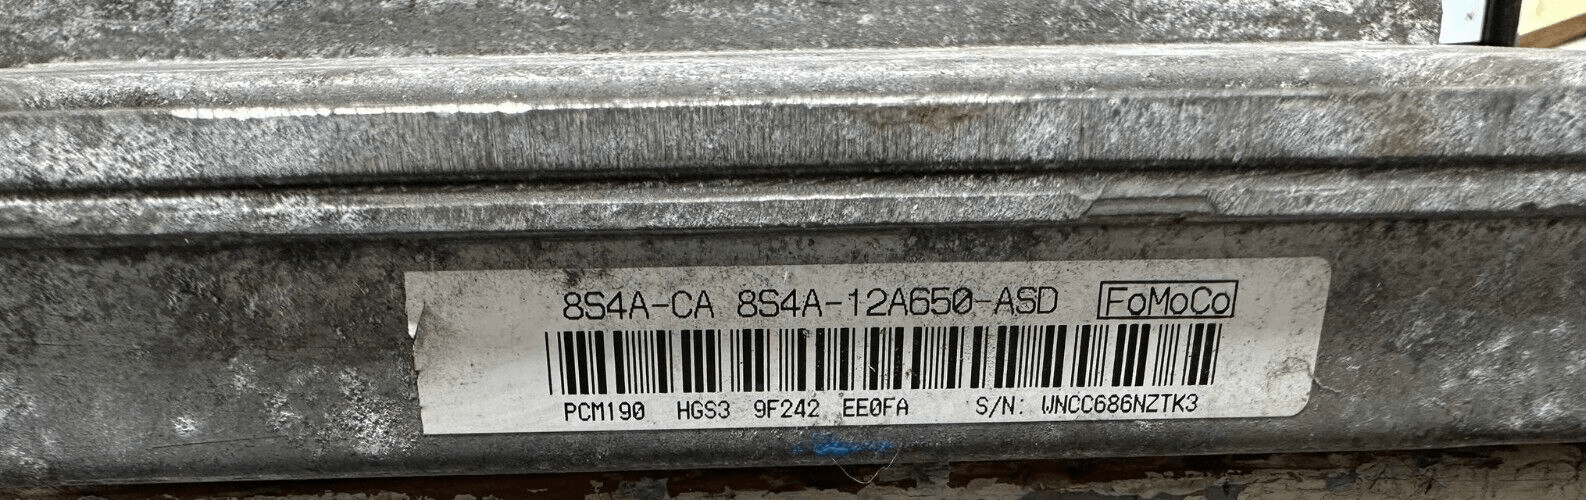 8S4A-CA 8S4A-12A650-ASD FoMoCo
PCM190 HGS3 9F242 EE0FA S/N: WNCC686NZTK3